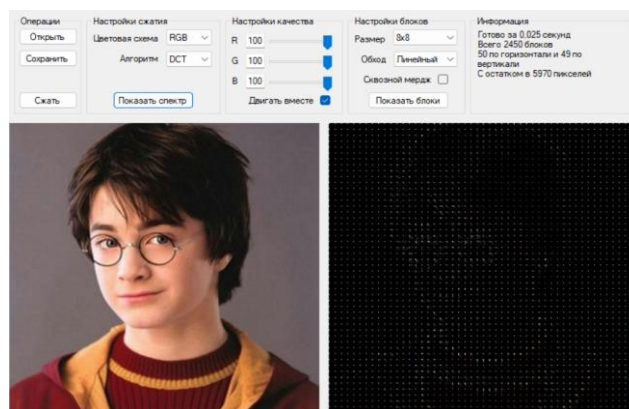 Операции
Открыть
Сохранить
Сжать
Настройки сжатия
Цветовая схема RGB
Алгоритм DCT
Показать спектр
Настройки качества
R 100
G 100
B 100
Двигать вместе
Настройки блоков
Размер 8x8
Обход Линейный
Сквозной мердж
Показать блоки
Информация
Готово за 0,025 секунд
Всего 2450 блоков
50 по горизонтали и 49 по
вертикали
С остатком в 5970 пикселей